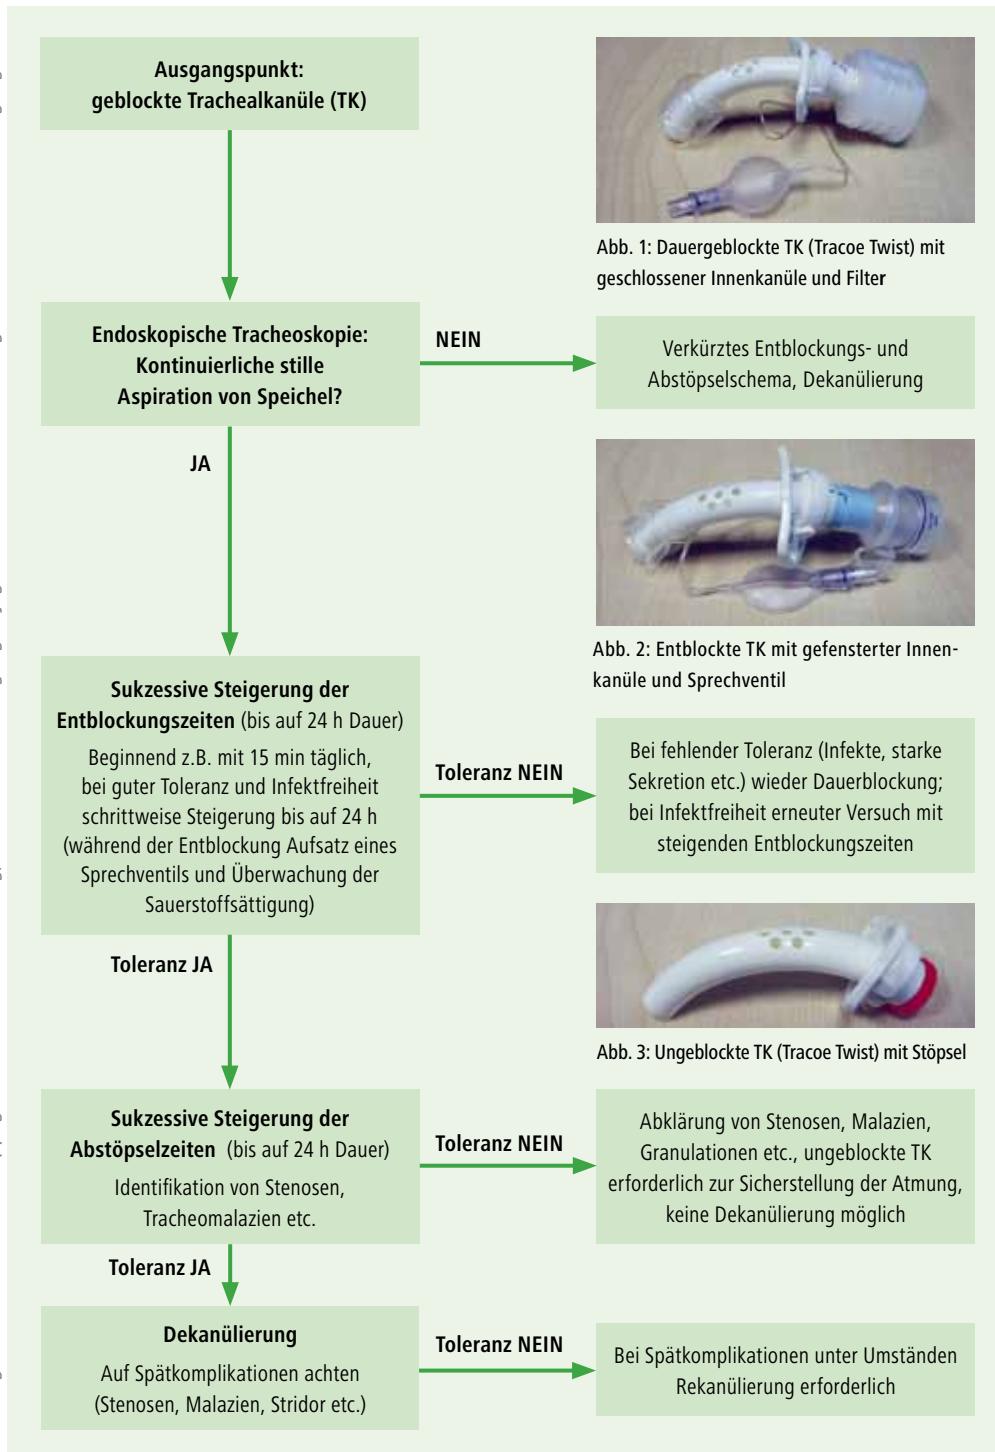 Ausgangspunkt:
geblockte Trachealkanüle (TK)
Abb. 1: Dauergeblockte TK (Tracoe Twist) mit
geschlossener Innenkanüle und Filter
Endoskopische Tracheoskopie:
Kontinuierliche stille
Aspiration von Speichel?
NEIN
Verkürztes Entblockungs- und
Abstöpselschema, Dekanülierung
JA
Abb. 2: Entblockte TK mit gefensterter Innen-
kanüle und Sprechventil
Sukzessive Steigerung der
Entblockungszeiten (bis auf 24 h Dauer)
Beginnend z.B. mit 15 min täglich,
bei guter Toleranz und Infektfreiheit
schrittweise Steigerung bis auf 24 h
(während der Entblockung Aufsatz eines
Sprechventils und Überwachung der
Sauerstoffsättigung)
Toleranz NEIN
Bei fehlender Toleranz (Infekte, starke
Sekretion etc.) wieder Dauerblockung;
bei Infektfreiheit erneuter Versuch mit
steigenden Entblockungszeiten
Toleranz JA
Abb. 3: Ungeblockte TK (Tracoe Twist) mit Stöpsel
Sukzessive Steigerung der
Abstöpselzeiten (bis auf 24 h Dauer)
Identifikation von Stenosen,
Tracheomalazien etc.
Toleranz NEIN
Abklärung von Stenosen, Malazien,
Granulationen etc., ungeblockte TK
erforderlich zur Sicherstellung der Atmung,
keine Dekanülierung möglich
Toleranz JA
Dekanülierung
Auf Spätkomplikationen achten
(Stenosen, Malazien, Stridor etc.)
Toleranz NEIN
Bei Spätkomplikationen unter Umständen
Rekanülierung erforderlich